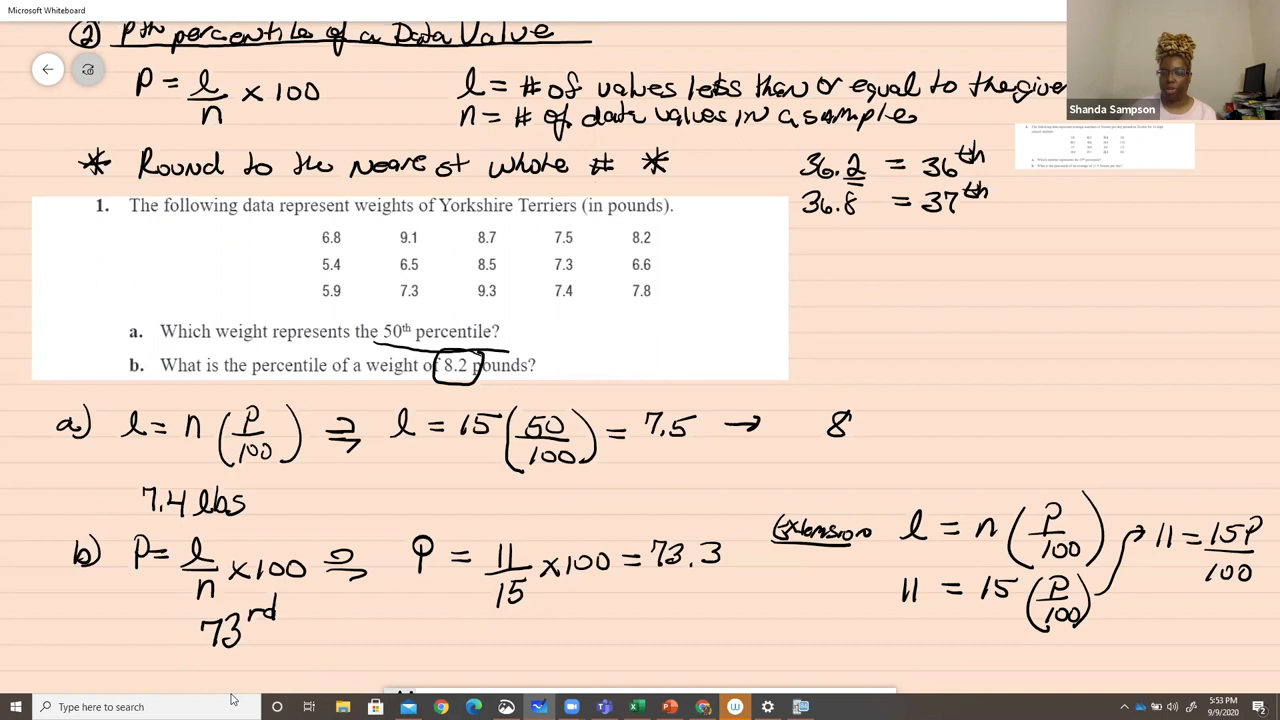 Microsoft Whiteboard
(2) Pth percentile of a Data Value
P = l/n x 100
l = # of values less than or equal to the given
n = # of data values in a sample
* Round to the nearest whole # *
36.2 = 36th
36.8 = 37th
Shanda Sampson
1. The following data represent weights of Yorkshire Terriers (in pounds).
6.8 9.1 8.7 7.5 8.2
5.4 6.5 8.5 7.3 6.6
5.9 7.3 9.3 7.4 7.8
a. Which weight represents the 50th percentile?
b. What is the percentile of a weight of 8.2 pounds?
a) l = n (P/100) ⇒ l = 15 (50/100) = 7.5 → 8
7.4 lbs
b) P = l/n x 100 ⇒ P = 11/15 x 100 = 73.3
73rd
Extension l = n (P/100)
11 = 15 (P/100)
11 = 15P/100
Type here to search
5:53 PM
9/9/2020